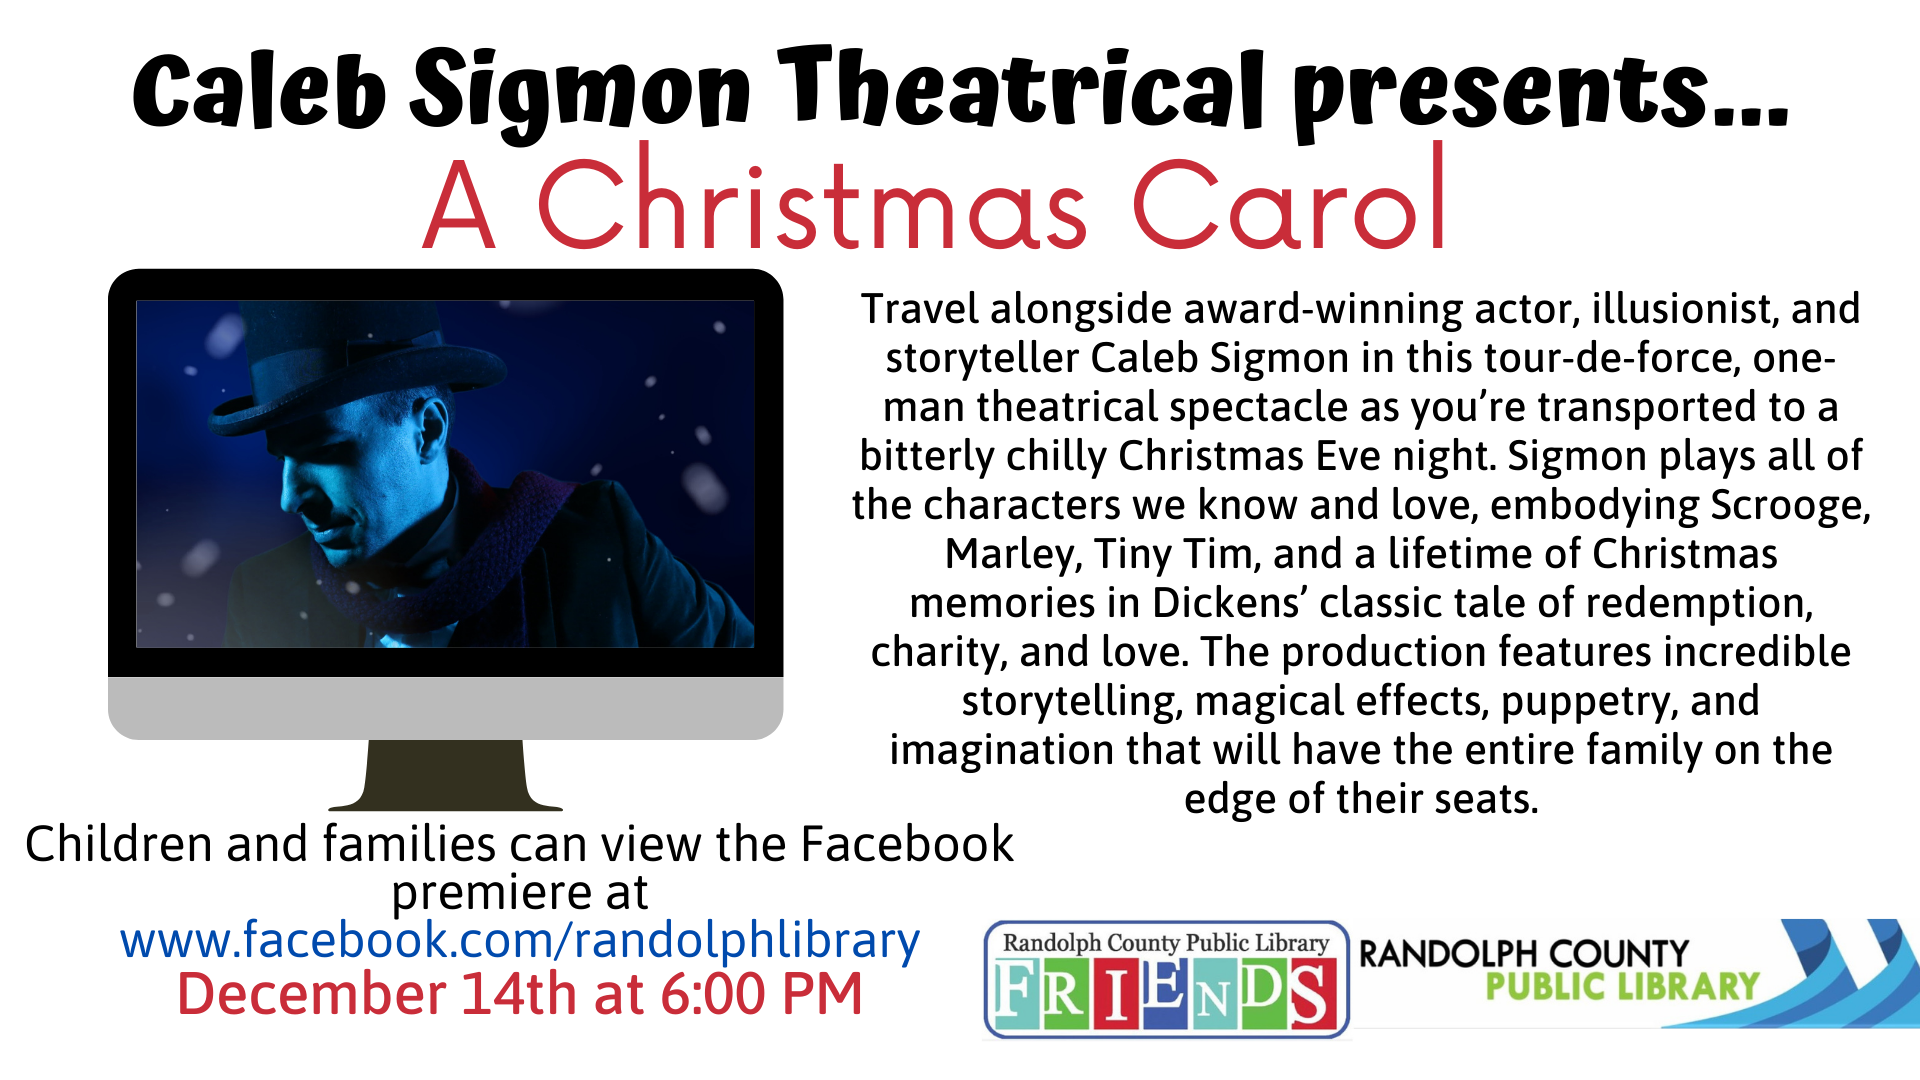 Caleb Sigmon Theatrical presents...
A Christmas Carol
Travel alongside award-winning actor, illusionist, and
storyteller Caleb Sigmon in this tour-de-force, one-
man theatrical spectacle as you’re transported to a
bitterly chilly Christmas Eve night. Sigmon plays all of
the characters we know and love, embodying Scrooge,
Marley, Tiny Tim, and a lifetime of Christmas
memories in Dickens’ classic tale of redemption,
charity, and love. The production features incredible
storytelling, magical effects, puppetry, and
imagination that will have the entire family on the
edge of their seats.
Children and families can view the Facebook
premiere at
www.facebook.com/randolphlibrary
December 14th at 6:00 PM
Randolph County Public Library
FRIENDS
RANDOLPH COUNTY
PUBLIC LIBRARY